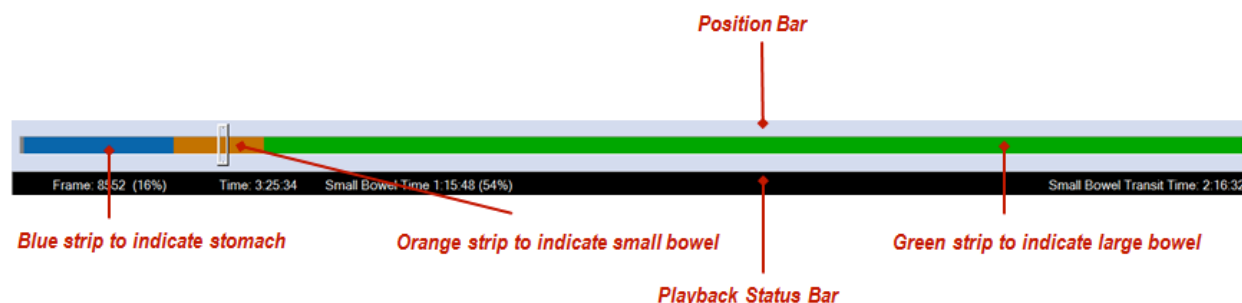 Position Bar
Frame: 8552 (16%) Time: 3:25:34 Small Bowel Time 1:15:48 (54%) Small Bowel Transit Time: 2:16:32
Blue strip to indicate stomach Orange strip to indicate small bowel Green strip to indicate large bowel
Playback Status Bar